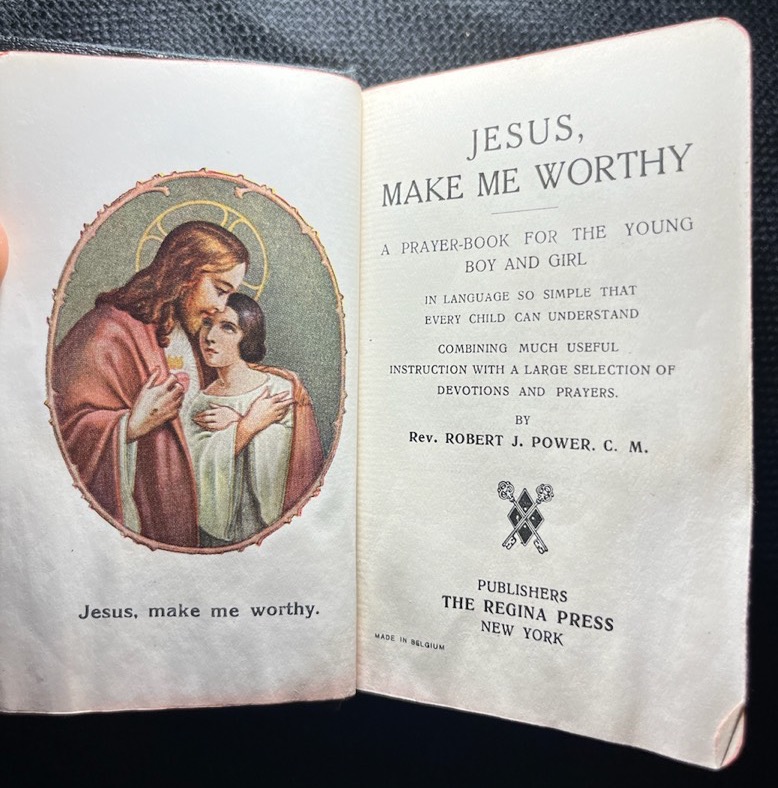 Jesus, make me worthy.
JESUS,
MAKE ME WORTHY
A PRAYER-BOOK FOR THE YOUNG
BOY AND GIRL
IN LANGUAGE SO SIMPLE THAT
EVERY CHILD CAN UNDERSTAND
COMBINING MUCH USEFUL
INSTRUCTION WITH A LARGE SELECTION OF
DEVOTIONS AND PRAYERS.
BY
Rev. ROBERT J. POWER. C. M.
PUBLISHERS
THE REGINA PRESS
NEW YORK
MADE IN BELGIUM